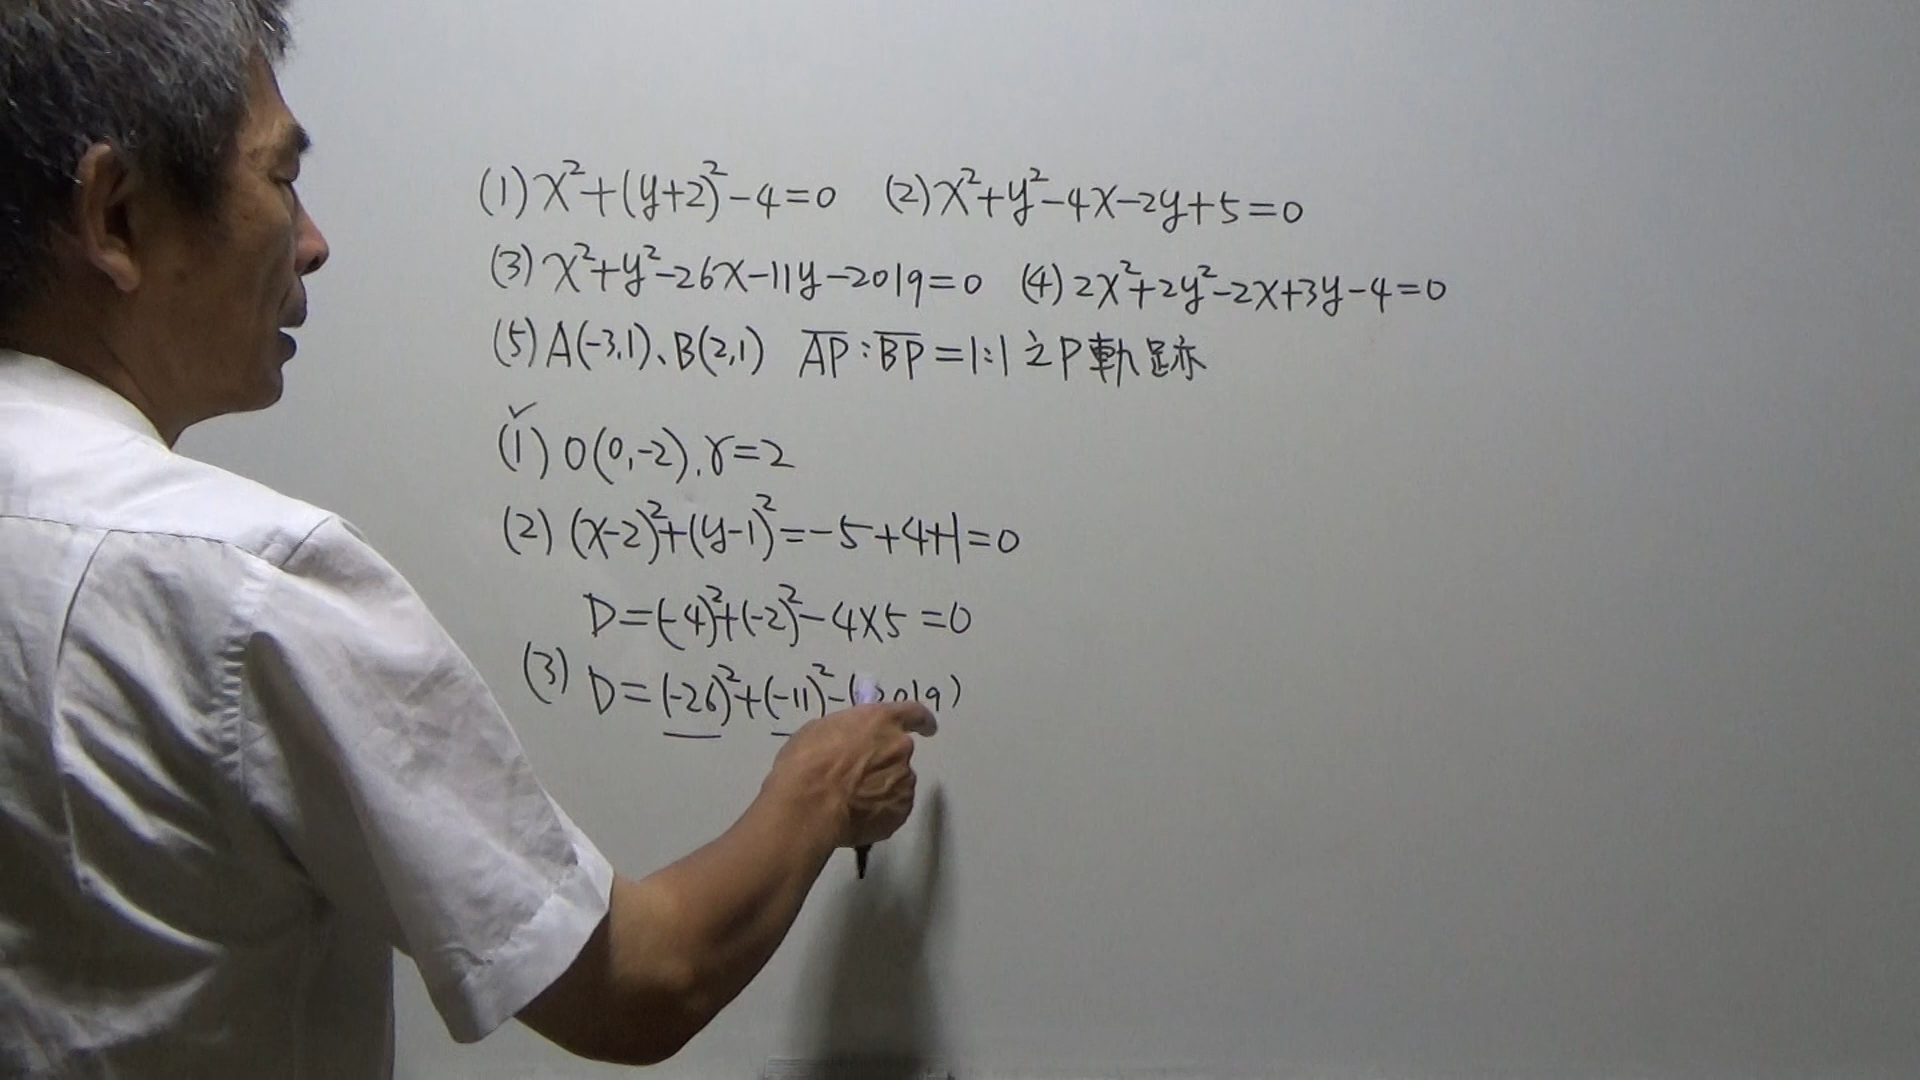 (1) x²+(y+2)²-4=0 (2) x²+y²-4x-2y+5=0
(3) x²+y²-26x-11y-2019=0 (4) 2x²+2y²-2x+3y-4=0
(5) A(-3,1)、B(2,1) A̅P̅:B̅P̅=1:1之P軌跡
✓
(1) O(0,-2), r=2
(2) (x-2)²+(y-1)²=-5+4+1=0
D=(-4)²+(-2)²-4×5=0
(3) D=(-26)²+(-11)²-( 2019)